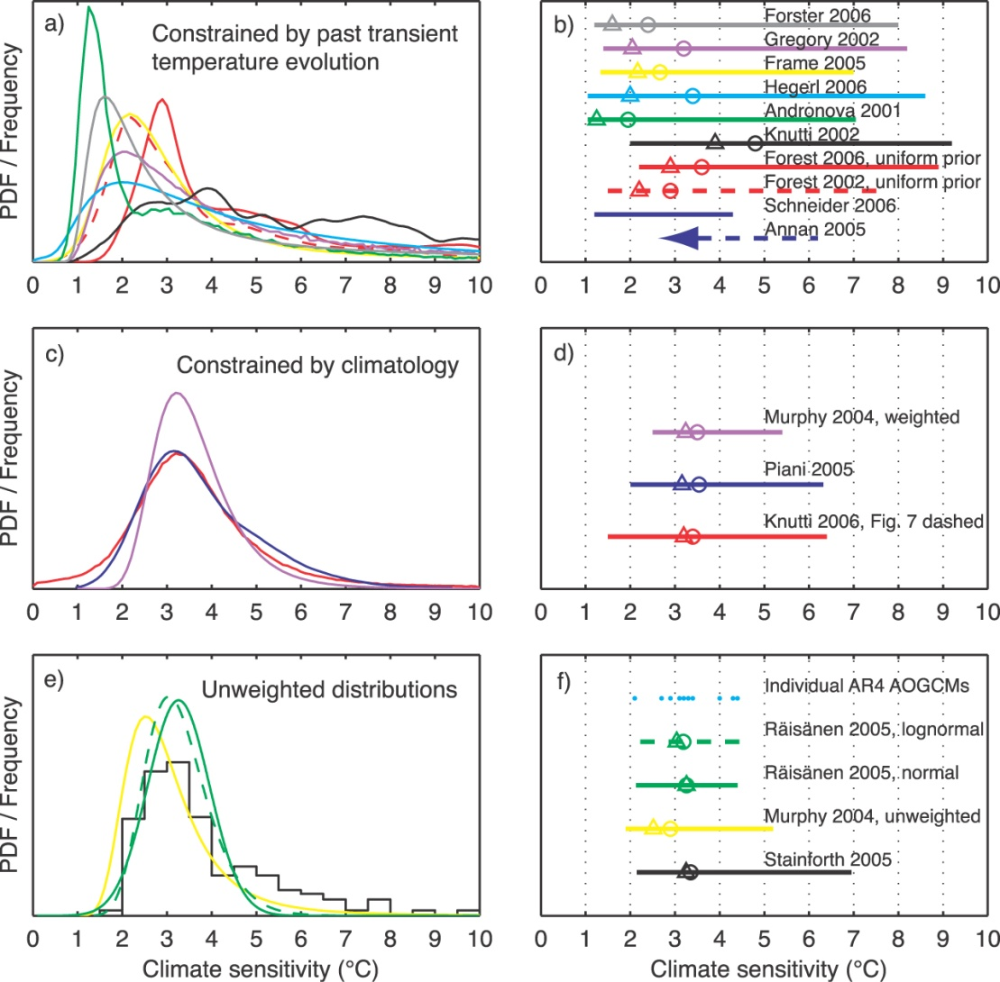 a)
Constrained by past transient
temperature evolution
PDF / Frequency
0 1 2 3 4 5 6 7 8 9 10
b)
Forster 2006
Gregory 2002
Frame 2005
Hegerl 2006
Andronova 2001
Knutti 2002
Forest 2006, uniform prior
Forest 2002, uniform prior
Schneider 2006
Annan 2005
0 1 2 3 4 5 6 7 8 9 10
c)
Constrained by climatology
PDF / Frequency
0 1 2 3 4 5 6 7 8 9 10
d)
Murphy 2004, weighted
Piani 2005
Knutti 2006, Fig. 7 dashed
0 1 2 3 4 5 6 7 8 9 10
e)
Unweighted distributions
PDF / Frequency
0 1 2 3 4 5 6 7 8 9 10
Climate sensitivity (°C)
f)
Individual AR4 AOGCMs
Räisänen 2005, lognormal
Räisänen 2005, normal
Murphy 2004, unweighted
Stainforth 2005
0 1 2 3 4 5 6 7 8 9 10
Climate sensitivity (°C)